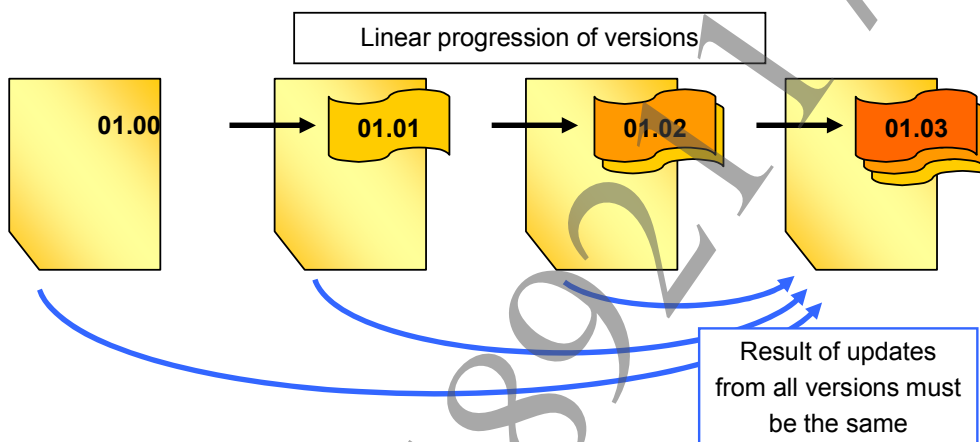 Linear progression of versions
01.00
01.01
01.02
01.03
Result of updates
from all versions must
be the same